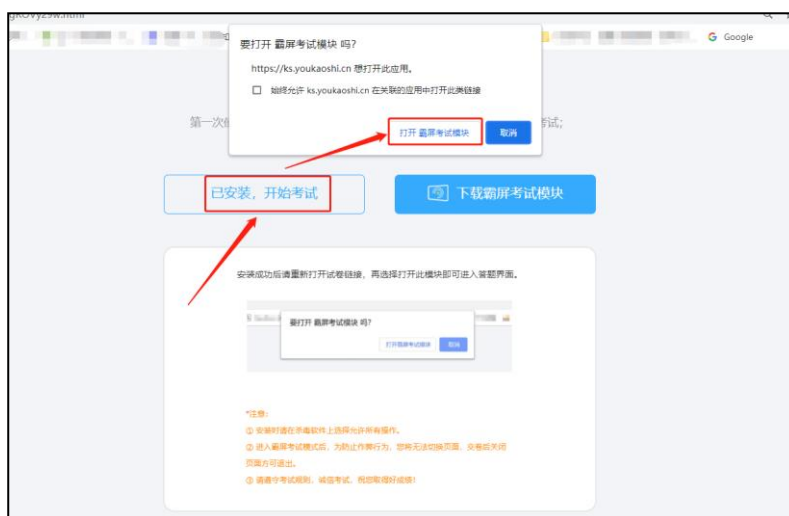 要打开 霸屏考试模块 吗?
https://ks.youkaoshi.cn 想打开此应用。
始终允许 ks.youkaoshi.cn 在关联的应用中打开此类链接
打开 霸屏考试模块
取消
Google
第一次
考试;
已安装，开始考试
下载霸屏考试模块
安装成功后请重新打开试卷链接，再选择打开此模块即可进入答题界面。
要打开 霸屏考试模块 吗?
打开霸屏考试模块
取消
*注意:
① 安装时请在杀毒软件上选择允许所有操作。
② 进入霸屏考试模式后，为防止作弊行为，您将无法切换页面，交卷后关闭
页面方可退出。
③ 请遵守考试规则，诚信考试，祝您取得好成绩！